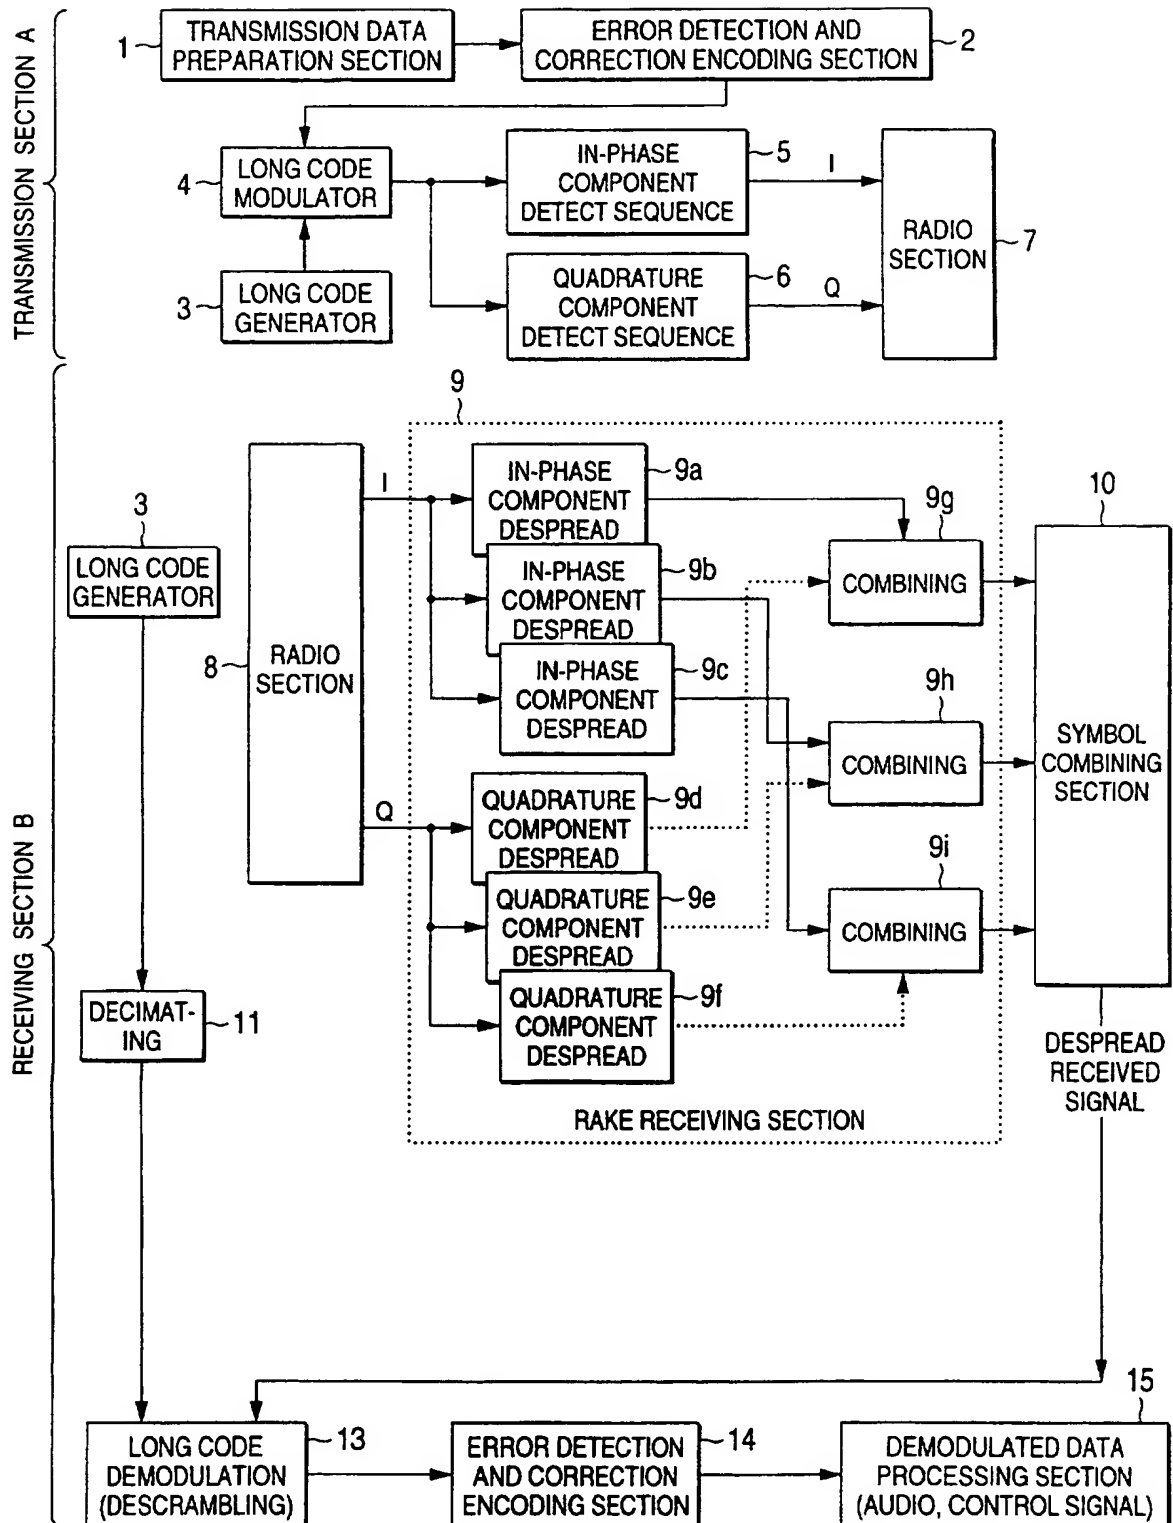 TRANSMISSION SECTION A
1
TRANSMISSION DATA
PREPARATION SECTION
ERROR DETECTION AND
CORRECTION ENCODING SECTION
2
4
LONG CODE
MODULATOR
IN-PHASE
COMPONENT
DETECT SEQUENCE
5
I
RADIO
SECTION
7
3
LONG CODE
GENERATOR
QUADRATURE
COMPONENT
DETECT SEQUENCE
6
Q
RECEIVING SECTION B
9
3
LONG CODE
GENERATOR
8
RADIO
SECTION
I
Q
IN-PHASE
COMPONENT
DESPREAD
9a
IN-PHASE
COMPONENT
DESPREAD
9b
IN-PHASE
COMPONENT
DESPREAD
9c
QUADRATURE
COMPONENT
DESPREAD
9d
QUADRATURE
COMPONENT
DESPREAD
9e
QUADRATURE
COMPONENT
DESPREAD
9f
9g
COMBINING
9h
COMBINING
9i
COMBINING
RAKE RECEIVING SECTION
10
SYMBOL
COMBINING
SECTION
DESPREAD
RECEIVED
SIGNAL
DECIMAT-
ING
11
LONG CODE
DEMODULATION
(DESCRAMBLING)
13
ERROR DETECTION
AND CORRECTION
ENCODING SECTION
14
15
DEMODULATED DATA
PROCESSING SECTION
(AUDIO, CONTROL SIGNAL)